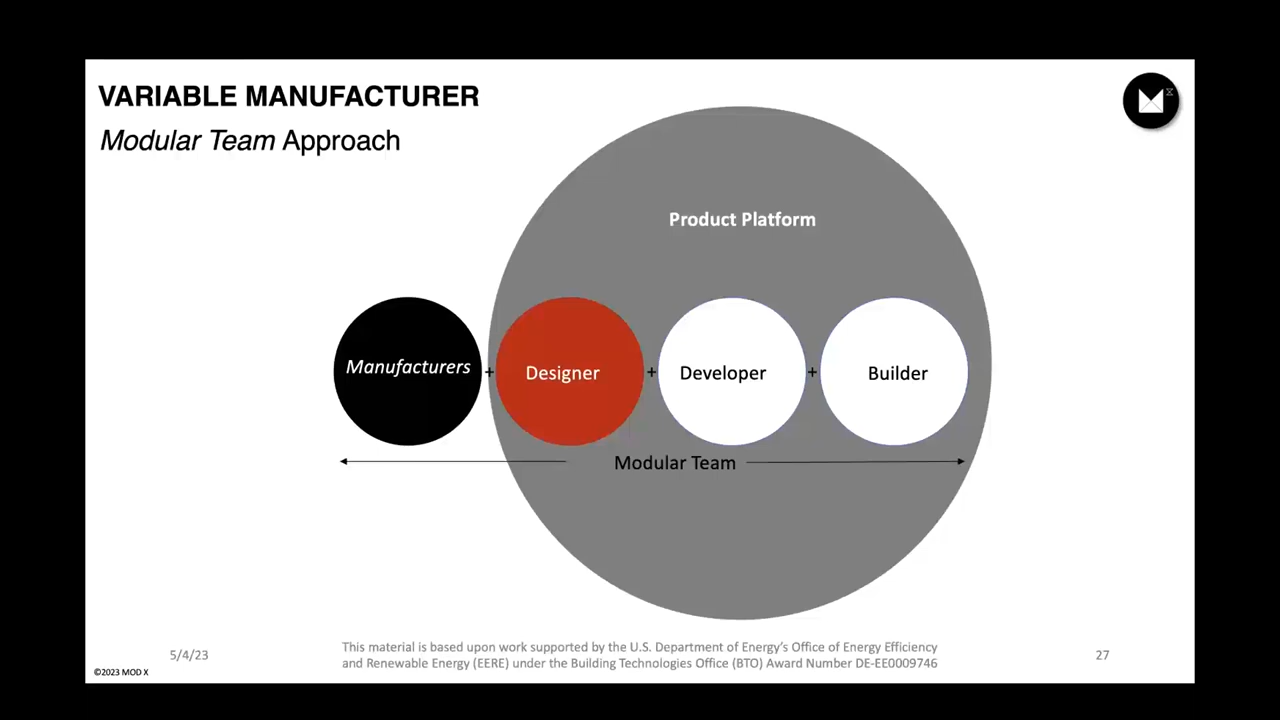 VARIABLE MANUFACTURER
Modular Team Approach
Product Platform
Manufacturers + Designer + Developer + Builder
Modular Team
5/4/23
This material is based upon work supported by the U.S. Department of Energy's Office of Energy Efficiency
and Renewable Energy (EERE) under the Building Technologies Office (BTO) Award Number DE-EE0009746
27
©2023 MOD X